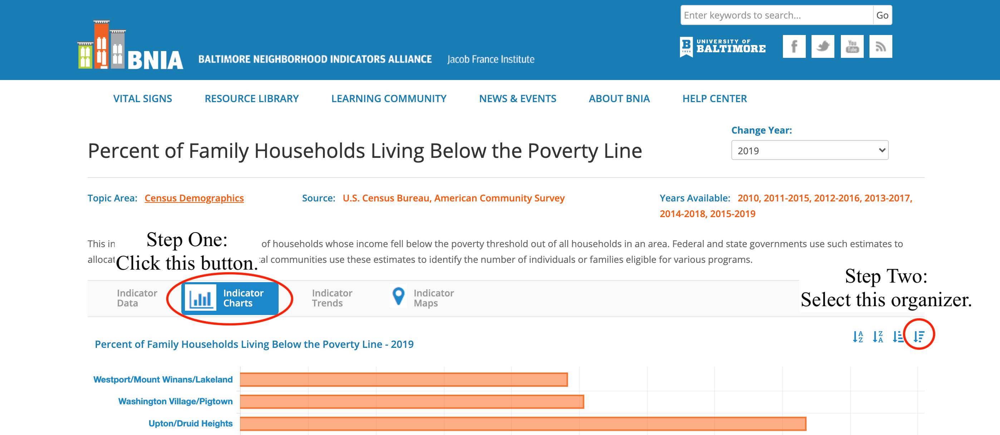 Enter keywords to search...
Go
BNIA
BALTIMORE NEIGHBORHOOD INDICATORS ALLIANCE
Jacob France Institute
B
UNIVERSITY OF
BALTIMORE
f
You
Tube
VITAL SIGNS
RESOURCE LIBRARY
LEARNING COMMUNITY
NEWS & EVENTS
ABOUT BNIA
HELP CENTER
Change Year:
Percent of Family Households Living Below the Poverty Line
2019
Topic Area: Census Demographics
Source: U.S. Census Bureau, American Community Survey
Years Available: 2010, 2011-2015, 2012-2016, 2013-2017,
2014-2018, 2015-2019
Step One:
Click this button.
This in
of households whose income fell below the poverty threshold out of all households in an area. Federal and state governments use such estimates to
allocat
al communities use these estimates to identify the number of individuals or families eligible for various programs.
Step Two:
Select this organizer.
Indicator
Data
Indicator
Charts
Indicator
Trends
Indicator
Maps
A
Z
Z
A
Percent of Family Households Living Below the Poverty Line - 2019
Westport/Mount Winans/Lakeland
Washington Village/Pigtown
Upton/Druid Heights